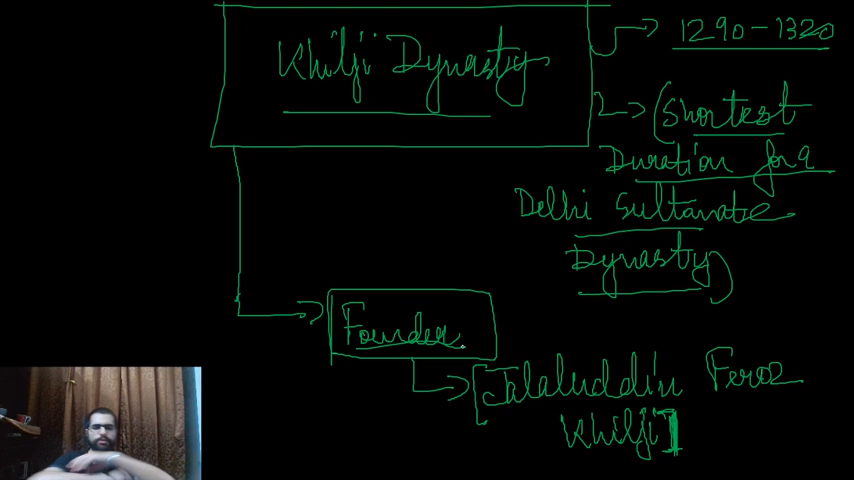 Khilji Dynasty
1290-1320
(Shortest
Duration for a
Delhi Sultanate
Dynasty)
Founder
[Jalaluddin Feroz
Khilji]